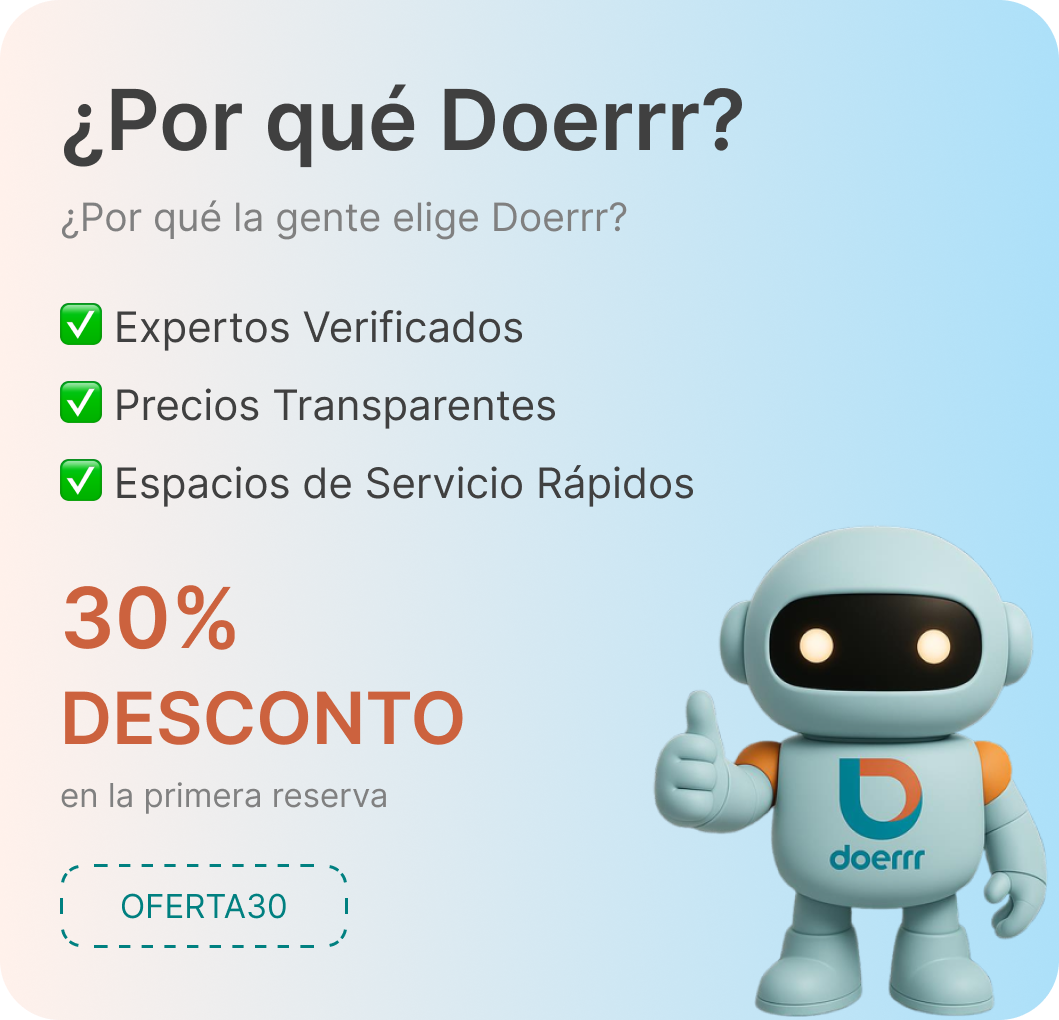 ¿Por qué Doerrr?
¿Por qué la gente elige Doerrr?
✅ Expertos Verificados
✅ Precios Transparentes
✅ Espacios de Servicio Rápidos
30%
DESCONTO
en la primera reserva
OFERTA30
doerrr